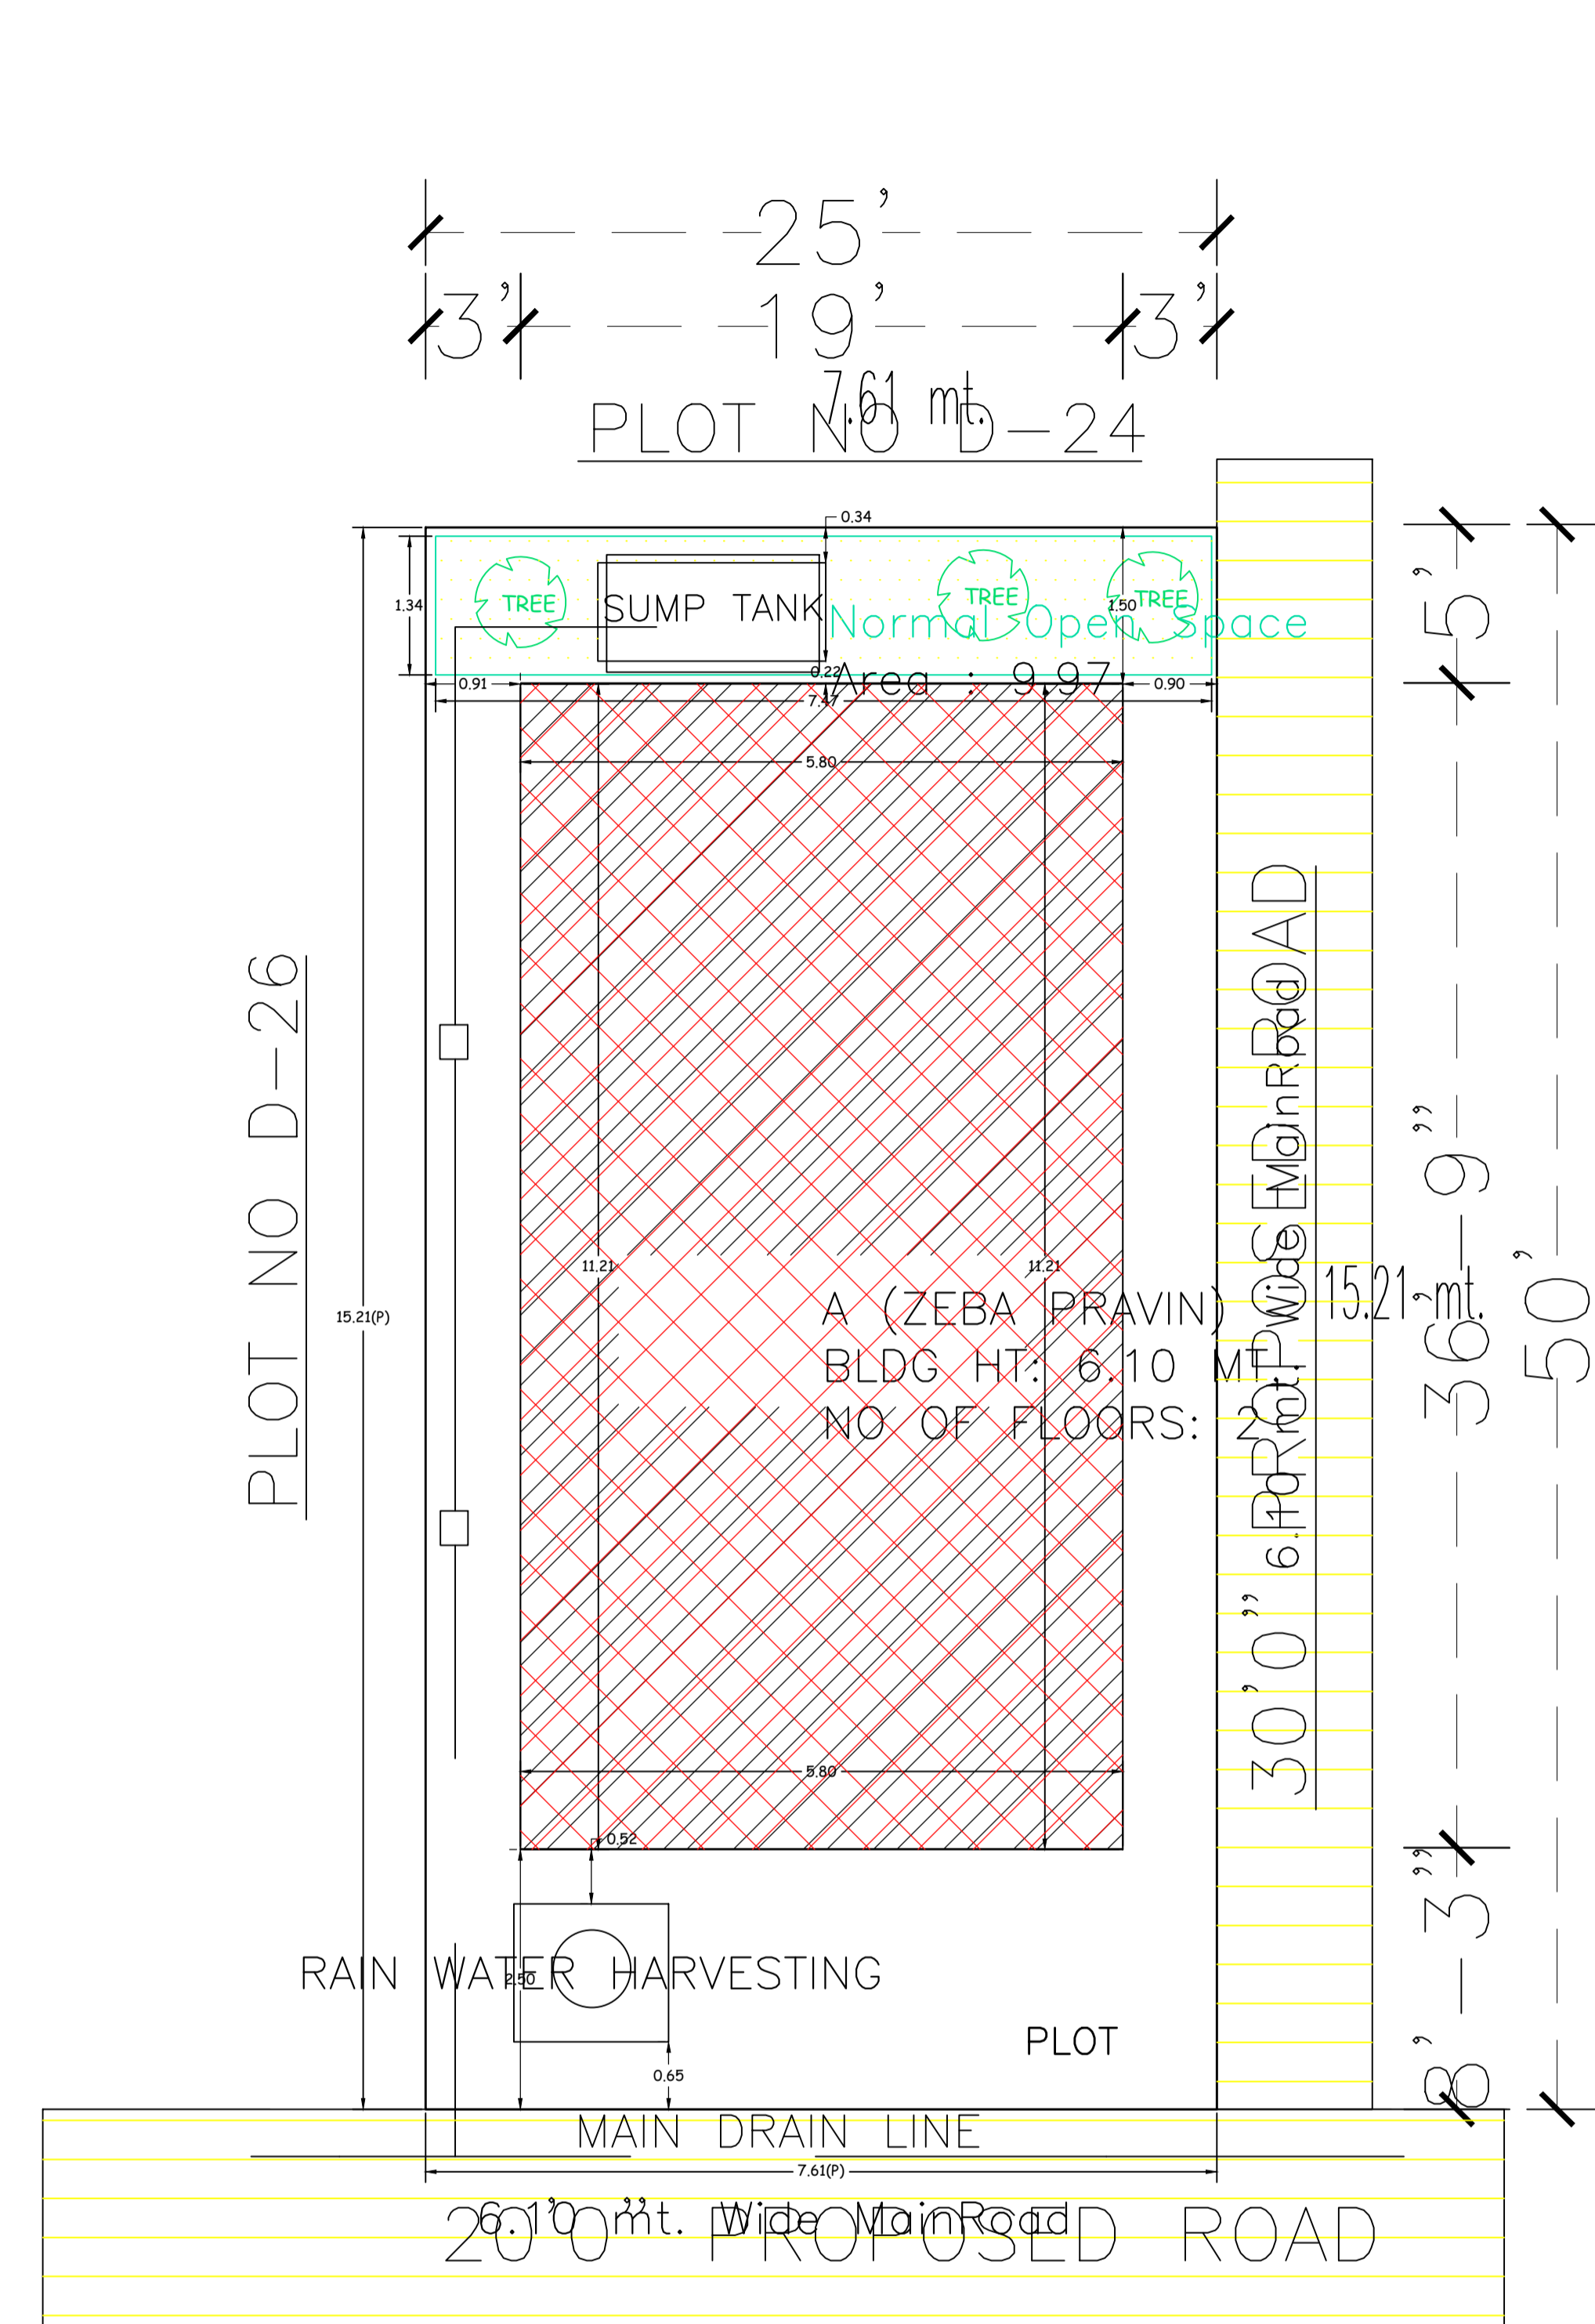 25'
3' 19' 3'
7.61 mt.
PLOT NO D-24
0.34
1.34
TREE
SUMP TANK
TREE
TREE
1.50
Normal Open Space
0.22
Area : 9.97
0.91
0.90
7.47
5.80
5'
PLOT NO D-26
15.21(P)
11.21
11.21
A (ZEBA PRAVIN)
BLDG HT: 6.10 MT
NO OF FLOORS: 2
30'0'' PROPOSED ROAD
6.10 mt. Wide MainRoad
15.21 mt.
36'-9"
50'
5.80
0.52
RAIN WATER HARVESTING
2.50
PLOT
0.65
8'-3"
MAIN DRAIN LINE
7.61(P)
6.10 mt. Wide MainRoad
20'0'' PROPOSED ROAD